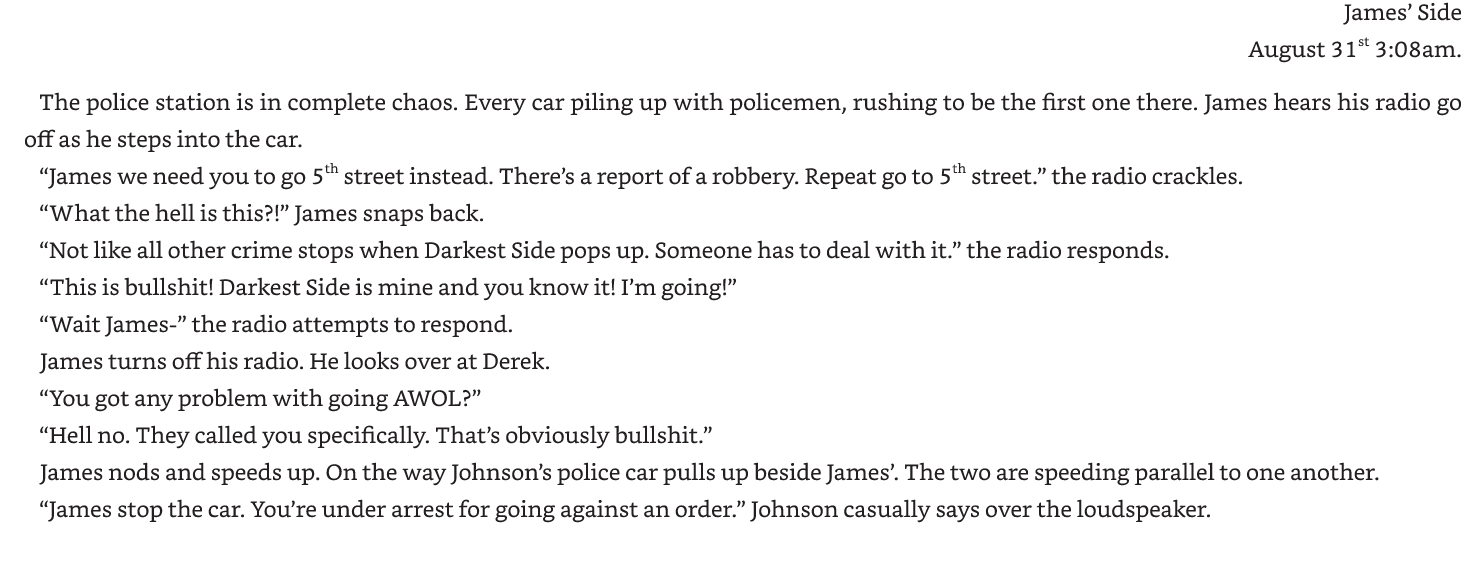 James’ Side
August 31st 3:08am.
The police station is in complete chaos. Every car piling up with policemen, rushing to be the first one there. James hears his radio go
off as he steps into the car.
“James we need you to go 5th street instead. There’s a report of a robbery. Repeat go to 5th street.” the radio crackles.
“What the hell is this?!” James snaps back.
“Not like all other crime stops when Darkest Side pops up. Someone has to deal with it.” the radio responds.
“This is bullshit! Darkest Side is mine and you know it! I’m going!”
“Wait James-” the radio attempts to respond.
James turns off his radio. He looks over at Derek.
“You got any problem with going AWOL?”
“Hell no. They called you specifically. That’s obviously bullshit.”
James nods and speeds up. On the way Johnson’s police car pulls up beside James’. The two are speeding parallel to one another.
“James stop the car. You’re under arrest for going against an order.” Johnson casually says over the loudspeaker.